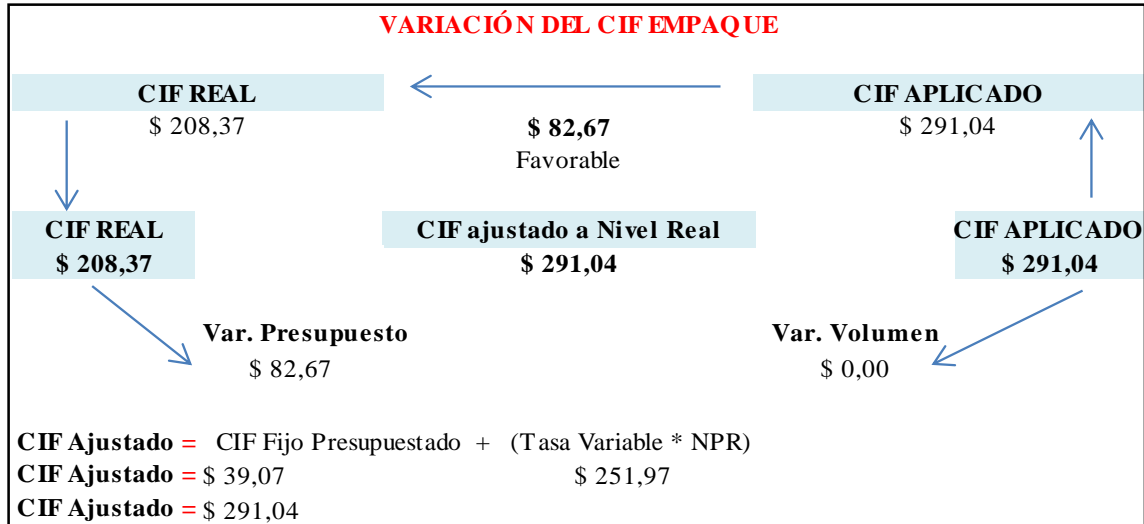 VARIACIÓN DEL CIF EMPAQUE
CIF REAL CIF APLICADO
$ 208,37 $ 82,67 $ 291,04
Favorable
CIF REAL CIF ajustado a Nivel Real CIF APLICADO
$ 208,37 $ 291,04 $ 291,04
Var. Presupuesto Var. Volumen
$ 82,67 $ 0,00
CIF Ajustado = CIF Fijo Presupuestado + (Tasa Variable * NPR)
CIF Ajustado = $ 39,07 $ 251,97
CIF Ajustado = $ 291,04